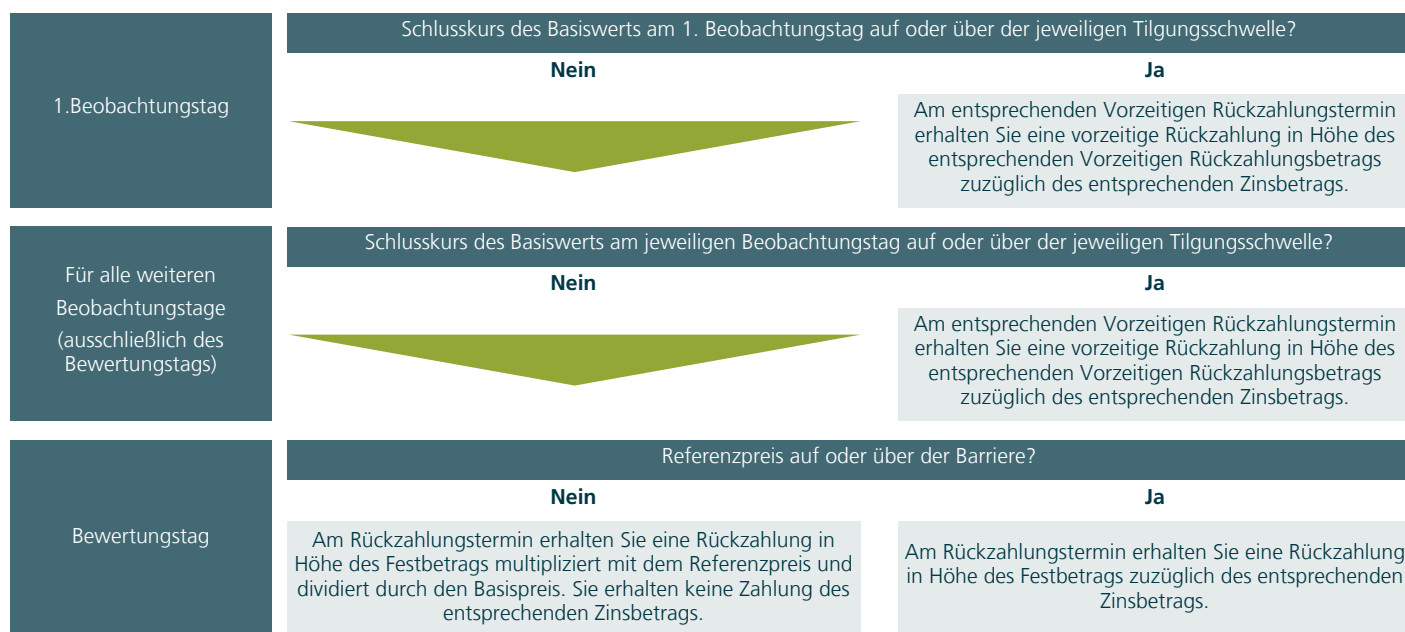 Schlusskurs des Basiswerts am 1. Beobachtungstag auf oder über der jeweiligen Tilgungsschwelle?
1.Beobachtungstag
Nein
Ja
Am entsprechenden Vorzeitigen Rückzahlungstermin
erhalten Sie eine vorzeitige Rückzahlung in Höhe des
entsprechenden Vorzeitigen Rückzahlungsbetrags
zuzüglich des entsprechenden Zinsbetrags.
Schlusskurs des Basiswerts am jeweiligen Beobachtungstag auf oder über der jeweiligen Tilgungsschwelle?
Für alle weiteren
Beobachtungstage
(ausschließlich des
Bewertungstags)
Nein
Ja
Am entsprechenden Vorzeitigen Rückzahlungstermin
erhalten Sie eine vorzeitige Rückzahlung in Höhe des
entsprechenden Vorzeitigen Rückzahlungsbetrags
zuzüglich des entsprechenden Zinsbetrags.
Referenzpreis auf oder über der Barriere?
Bewertungstag
Nein
Am Rückzahlungstermin erhalten Sie eine Rückzahlung in
Höhe des Festbetrags multipliziert mit dem Referenzpreis und
dividiert durch den Basispreis. Sie erhalten keine Zahlung des
entsprechenden Zinsbetrags.
Ja
Am Rückzahlungstermin erhalten Sie eine Rückzahlung
in Höhe des Festbetrags zuzüglich des entsprechenden
Zinsbetrags.